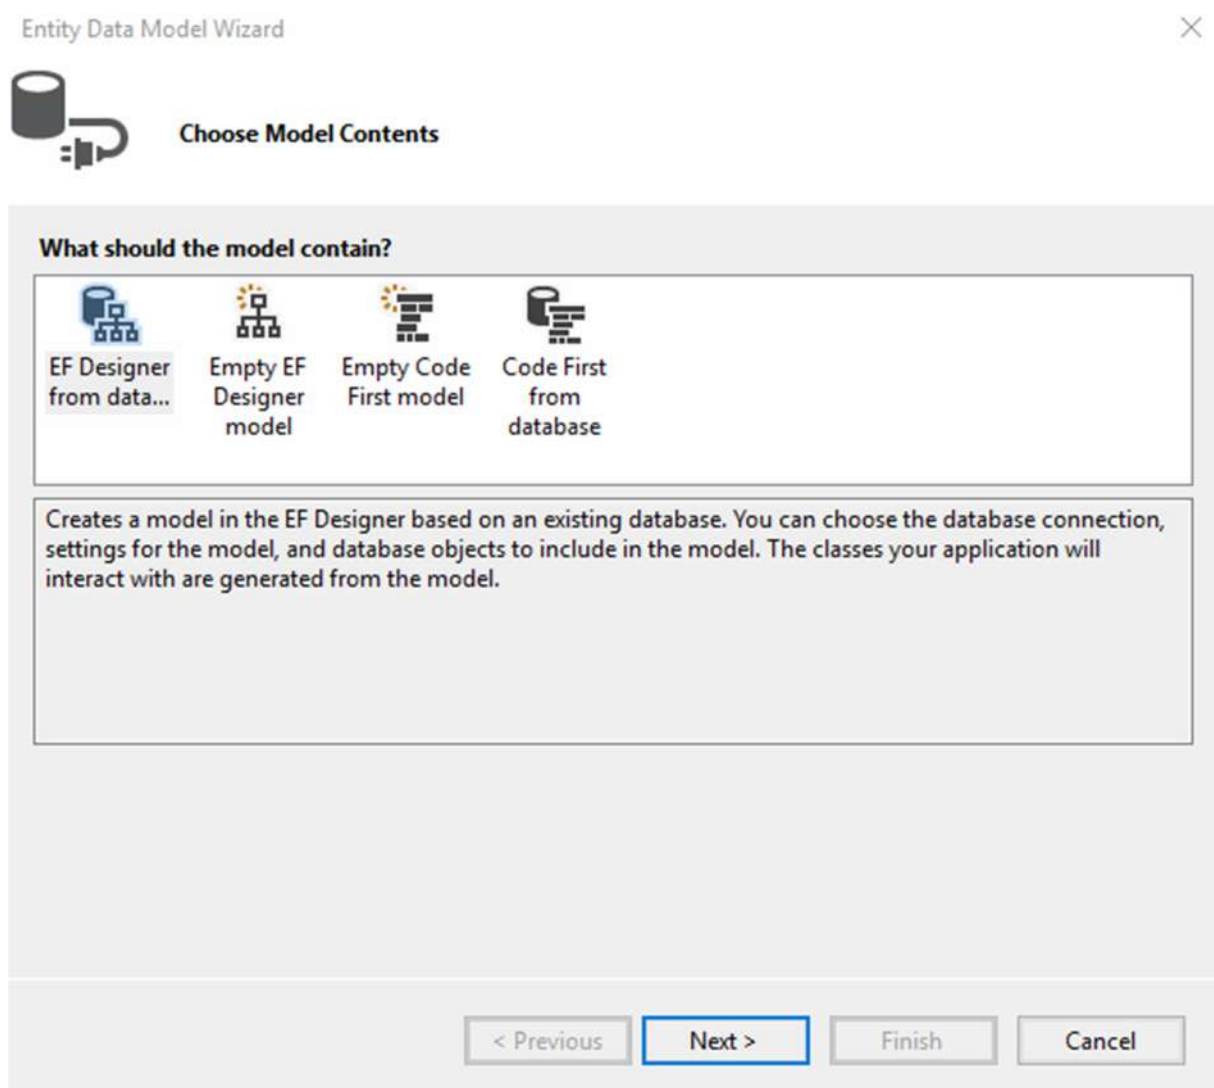 Entity Data Model Wizard
Choose Model Contents
What should the model contain?
EF Designer
from data...
Empty EF
Designer
model
Empty Code
First model
Code First
from
database
Creates a model in the EF Designer based on an existing database. You can choose the database connection,
settings for the model, and database objects to include in the model. The classes your application will
interact with are generated from the model.
< Previous
Next >
Finish
Cancel